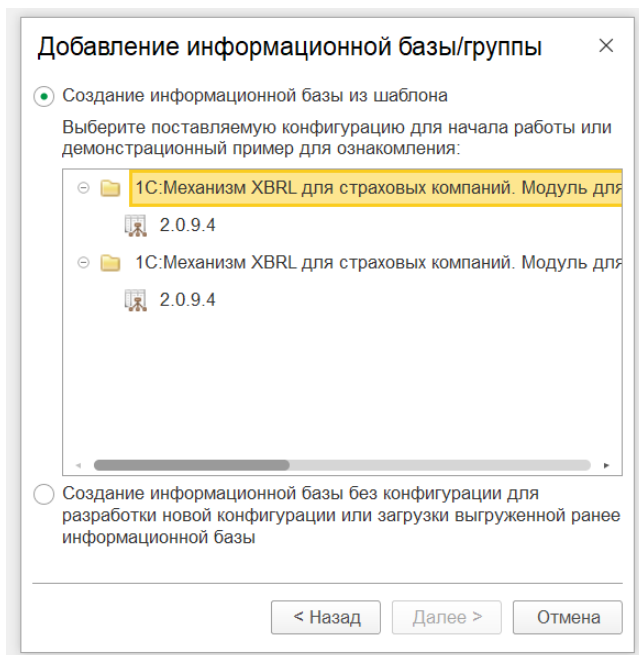 Добавление информационной базы/группы
Создание информационной базы из шаблона
Выберите поставляемую конфигурацию для начала работы или
демонстрационный пример для ознакомления:
1С:Механизм XBRL для страховых компаний. Модуль для
2.0.9.4
1С:Механизм XBRL для страховых компаний. Модуль для
2.0.9.4
Создание информационной базы без конфигурации для
разработки новой конфигурации или загрузки выгруженной ранее
информационной базы
< Назад
Далее >
Отмена